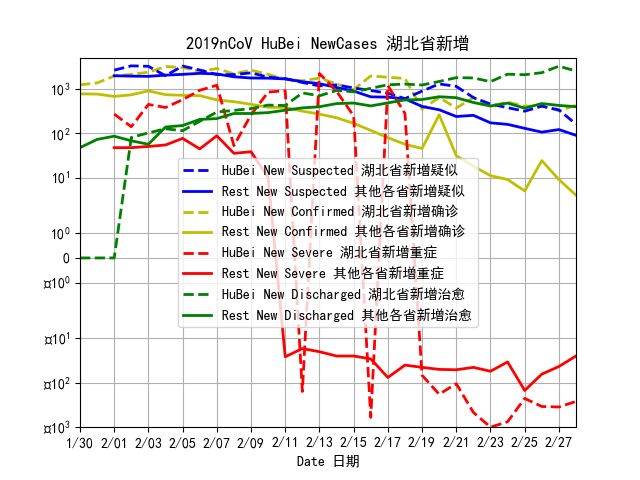 2019nCoV HuBei NewCases 湖北省新增
10³
10²
10¹
10⁰
0
¤10⁰
¤10¹
¤10²
¤10³
HuBei New Suspected 湖北省新增疑似
Rest New Suspected 其他各省新增疑似
HuBei New Confirmed 湖北省新增确诊
Rest New Confirmed 其他各省新增确诊
HuBei New Severe 湖北省新增重症
Rest New Severe 其他各省新增重症
HuBei New Discharged 湖北省新增治愈
Rest New Discharged 其他各省新增治愈
1/30 2/01 2/03 2/05 2/07 2/09 2/11 2/13 2/15 2/17 2/19 2/21 2/23 2/25 2/27
Date 日期